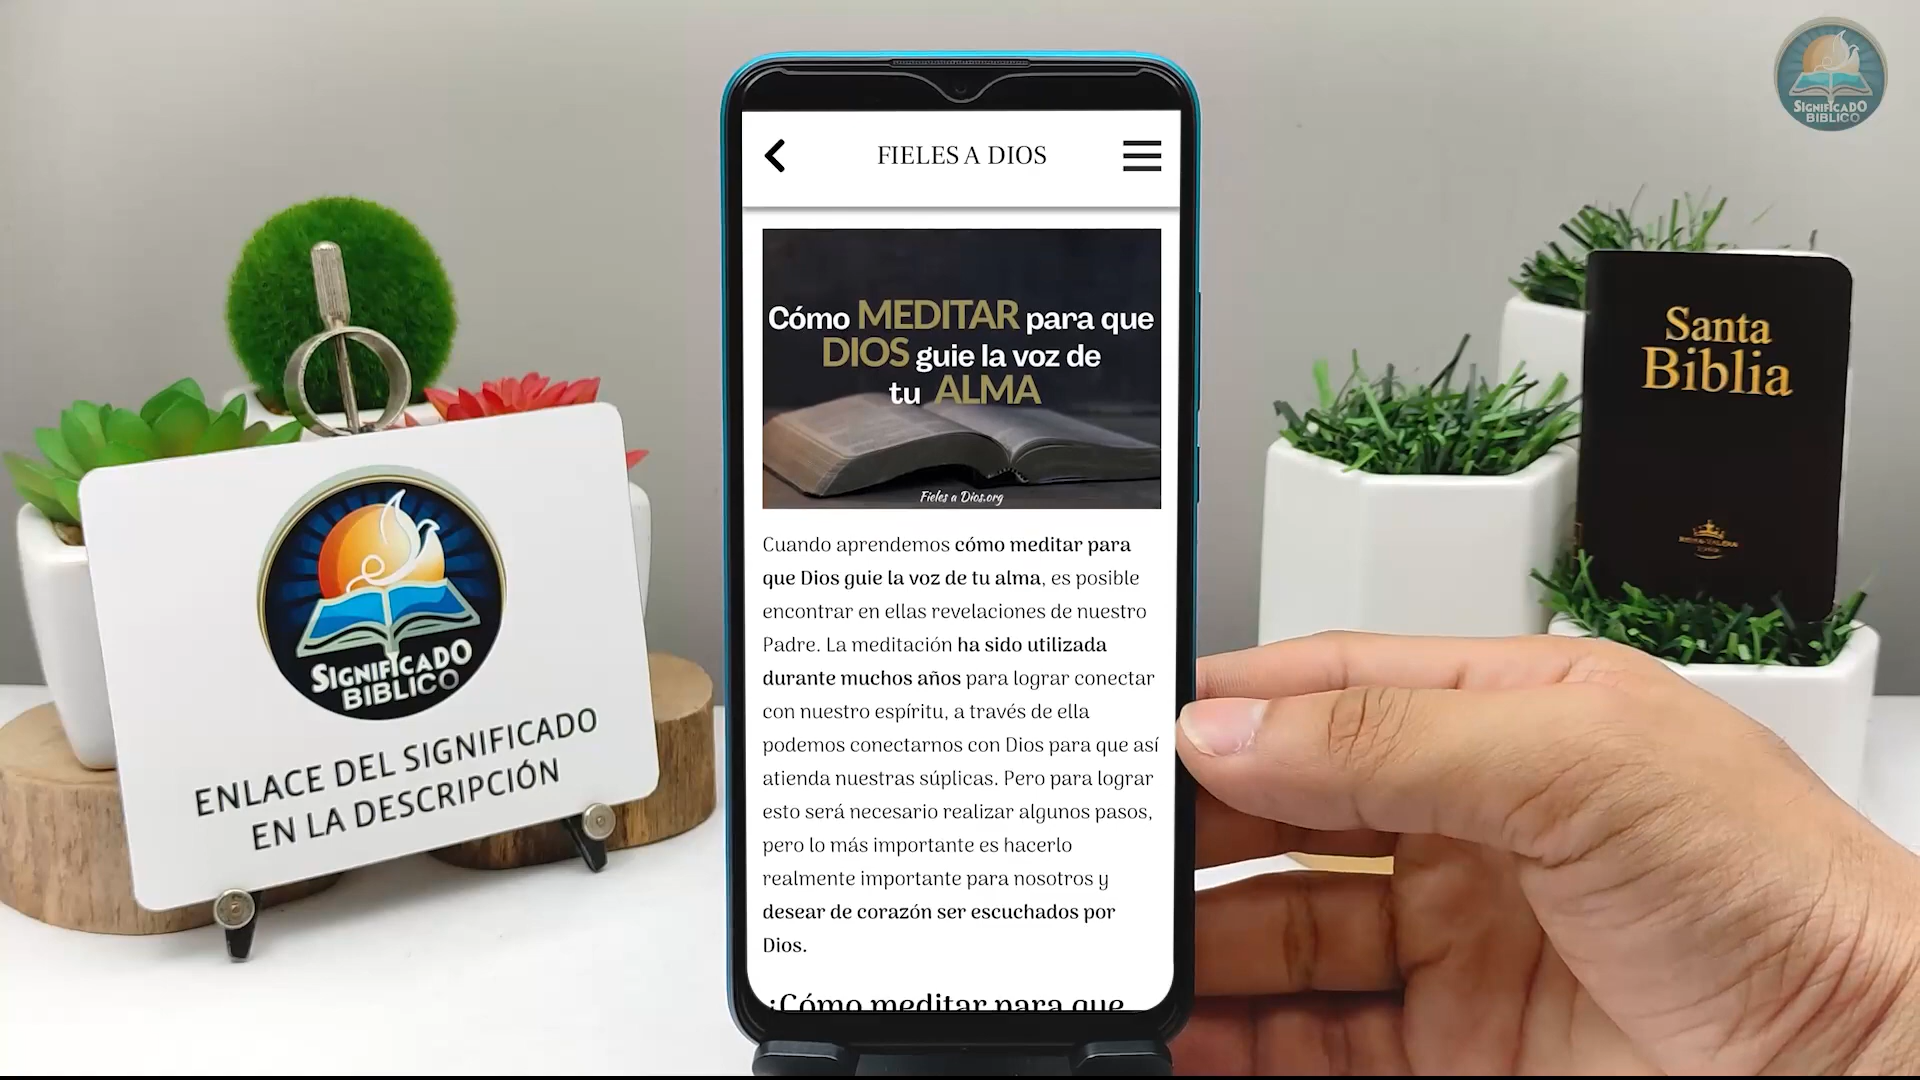 SIGNIFICADO
BIBLICO
FIELES A DIOS
Cómo MEDITAR para que
DIOS guie la voz de
tu ALMA
Fieles a Dios.org
Cuando aprendemos cómo meditar para
que Dios guie la voz de tu alma, es posible
encontrar en ellas revelaciones de nuestro
Padre. La meditación ha sido utilizada
durante muchos años para lograr conectar
con nuestro espíritu, a través de ella
podemos conectarnos con Dios para que así
atienda nuestras súplicas. Pero para lograr
esto será necesario realizar algunos pasos,
pero lo más importante es hacerlo
realmente importante para nosotros y
desear de corazón ser escuchados por
Dios.
¿Cómo meditar para que
SIGNIFICADO
BIBLICO
ENLACE DEL SIGNIFICADO
EN LA DESCRIPCIÓN
Santa
Biblia